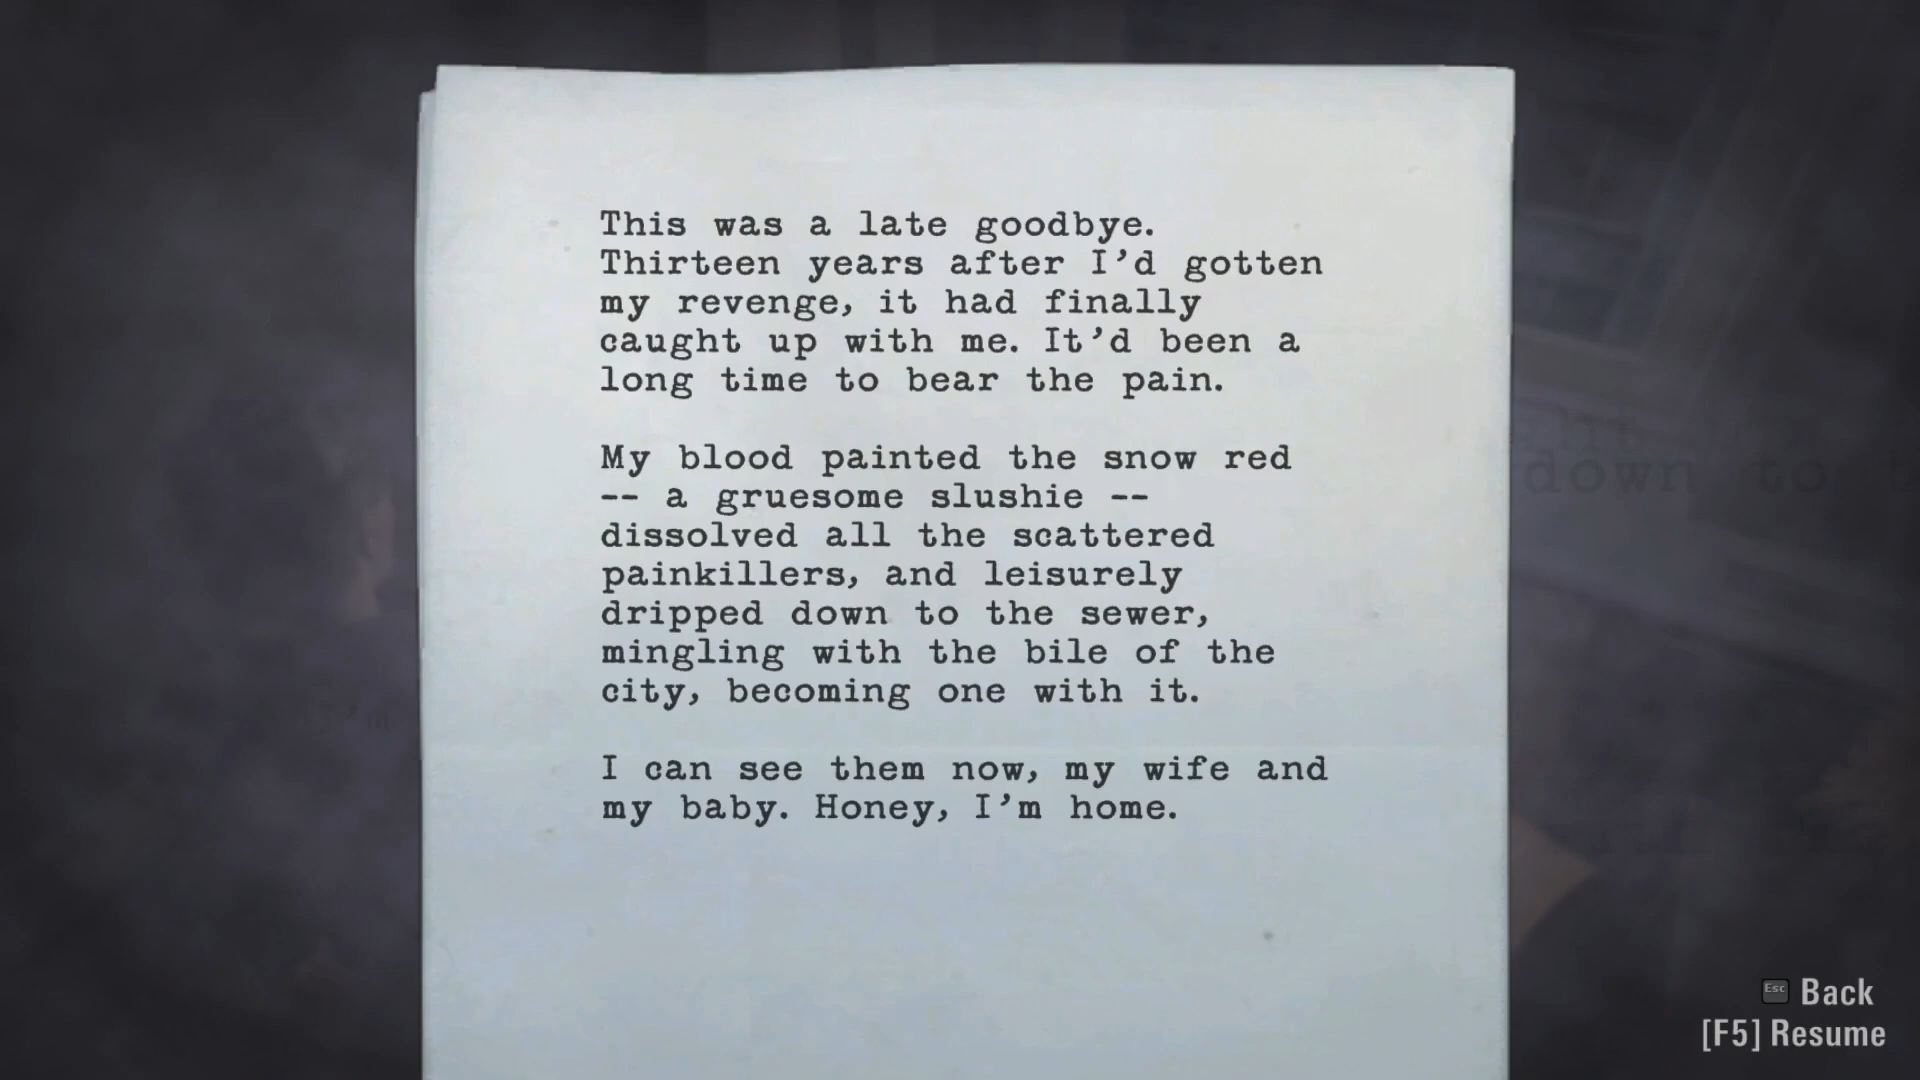 This was a late goodbye.
Thirteen years after I’d gotten
my revenge, it had finally
caught up with me. It’d been a
long time to bear the pain.
My blood painted the snow red
-- a gruesome slushie --
dissolved all the scattered
painkillers, and leisurely
dripped down to the sewer,
mingling with the bile of the
city, becoming one with it.
I can see them now, my wife and
my baby. Honey, I’m home.
down to
Esc Back
[F5] Resume